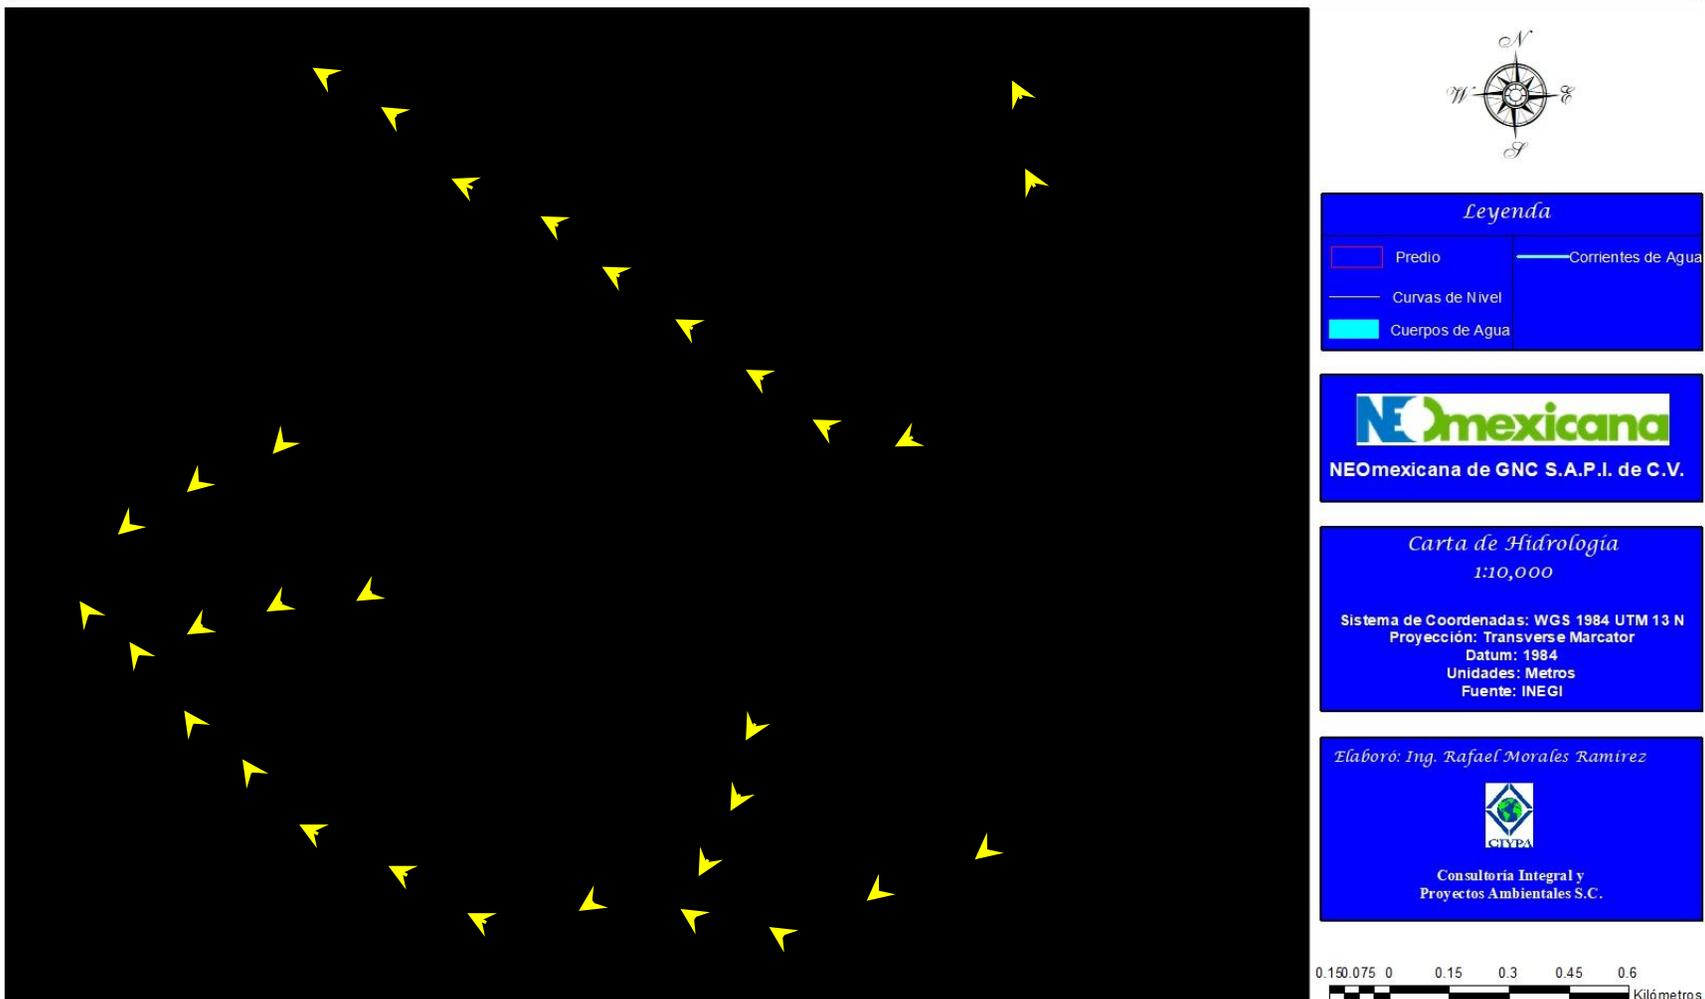 N
W
E
S
Leyenda
Predio
Corrientes de Agua
Curvas de Nivel
Cuerpos de Agua
NEOmexicana
NEOmexicana de GNC S.A.P.I. de C.V.
Carta de Hidrología
1:10,000
Sistema de Coordenadas: WGS 1984 UTM 13 N
Proyección: Transverse Marcator
Datum: 1984
Unidades: Metros
Fuente: INEGI
Elaboró: Ing. Rafael Morales Ramírez
CIYPA
Consultoría Integral y
Proyectos Ambientales S.C.
0.15 0.075 0 0.15 0.3 0.45 0.6
Kilómetros